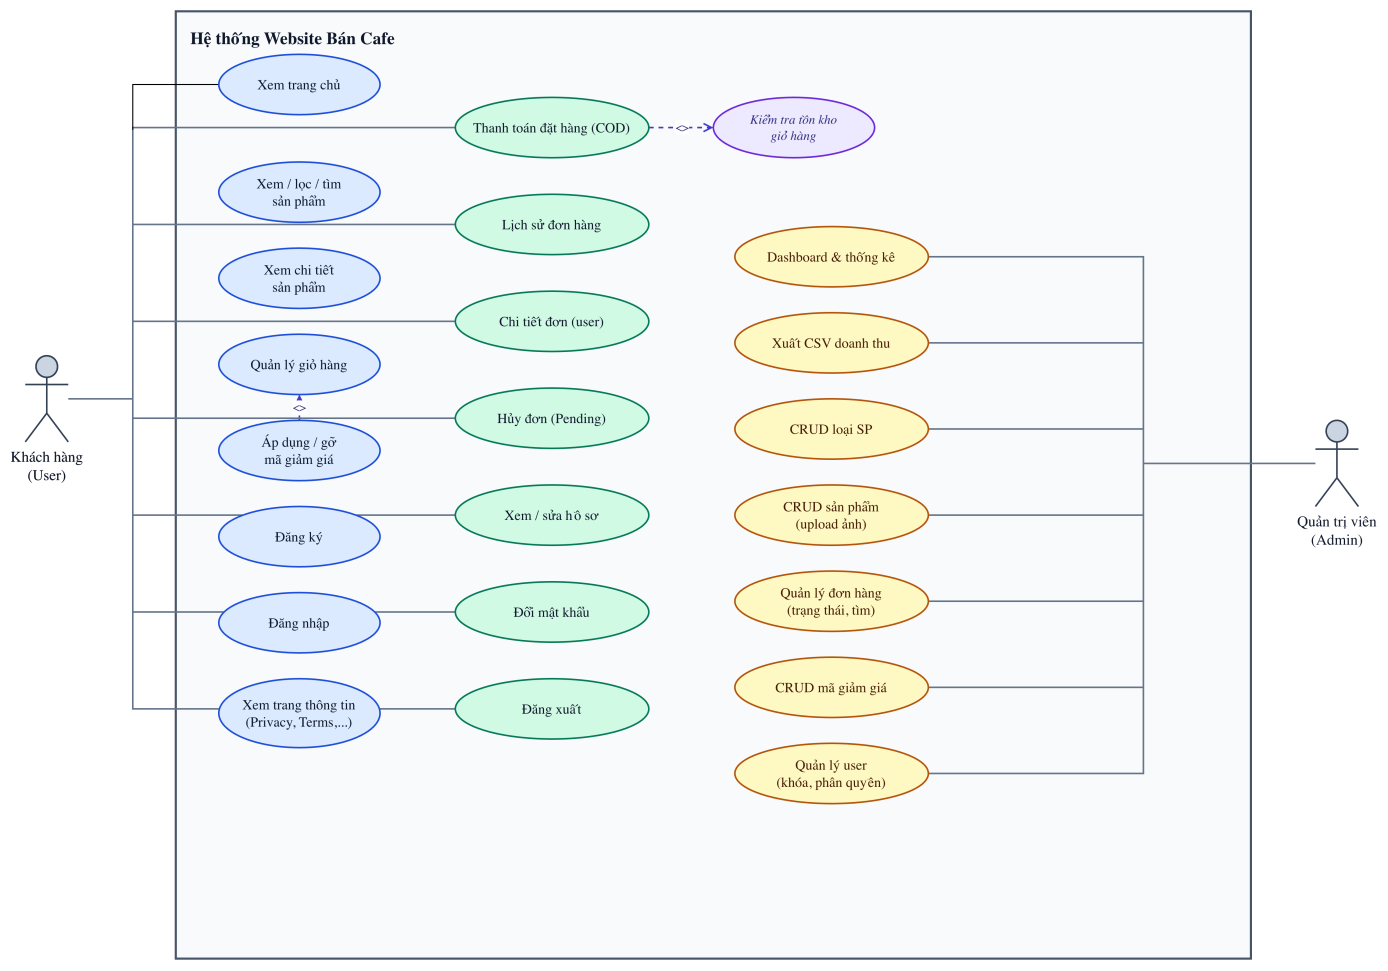 Hệ thống Website Bán Cafe
Xem trang chủ
Thanh toán đặt hàng (COD)
Kiểm tra tồn kho
giỏ hàng
Xem / lọc / tìm
sản phẩm
Lịch sử đơn hàng
Dashboard & thống kê
Xem chi tiết
sản phẩm
Chi tiết đơn (user)
Xuất CSV doanh thu
Quản lý giỏ hàng
Hủy đơn (Pending)
CRUD loại SP
Áp dụng / gỡ
mã giảm giá
Khách hàng
(User)
Xem / sửa hồ sơ
CRUD sản phẩm
(upload ảnh)
Quản trị viên
(Admin)
Đăng ký
Quản lý đơn hàng
(trạng thái, tìm)
Đăng nhập
Đổi mật khẩu
CRUD mã giảm giá
Xem trang thông tin
(Privacy, Terms,...)
Đăng xuất
Quản lý user
(khóa, phân quyền)